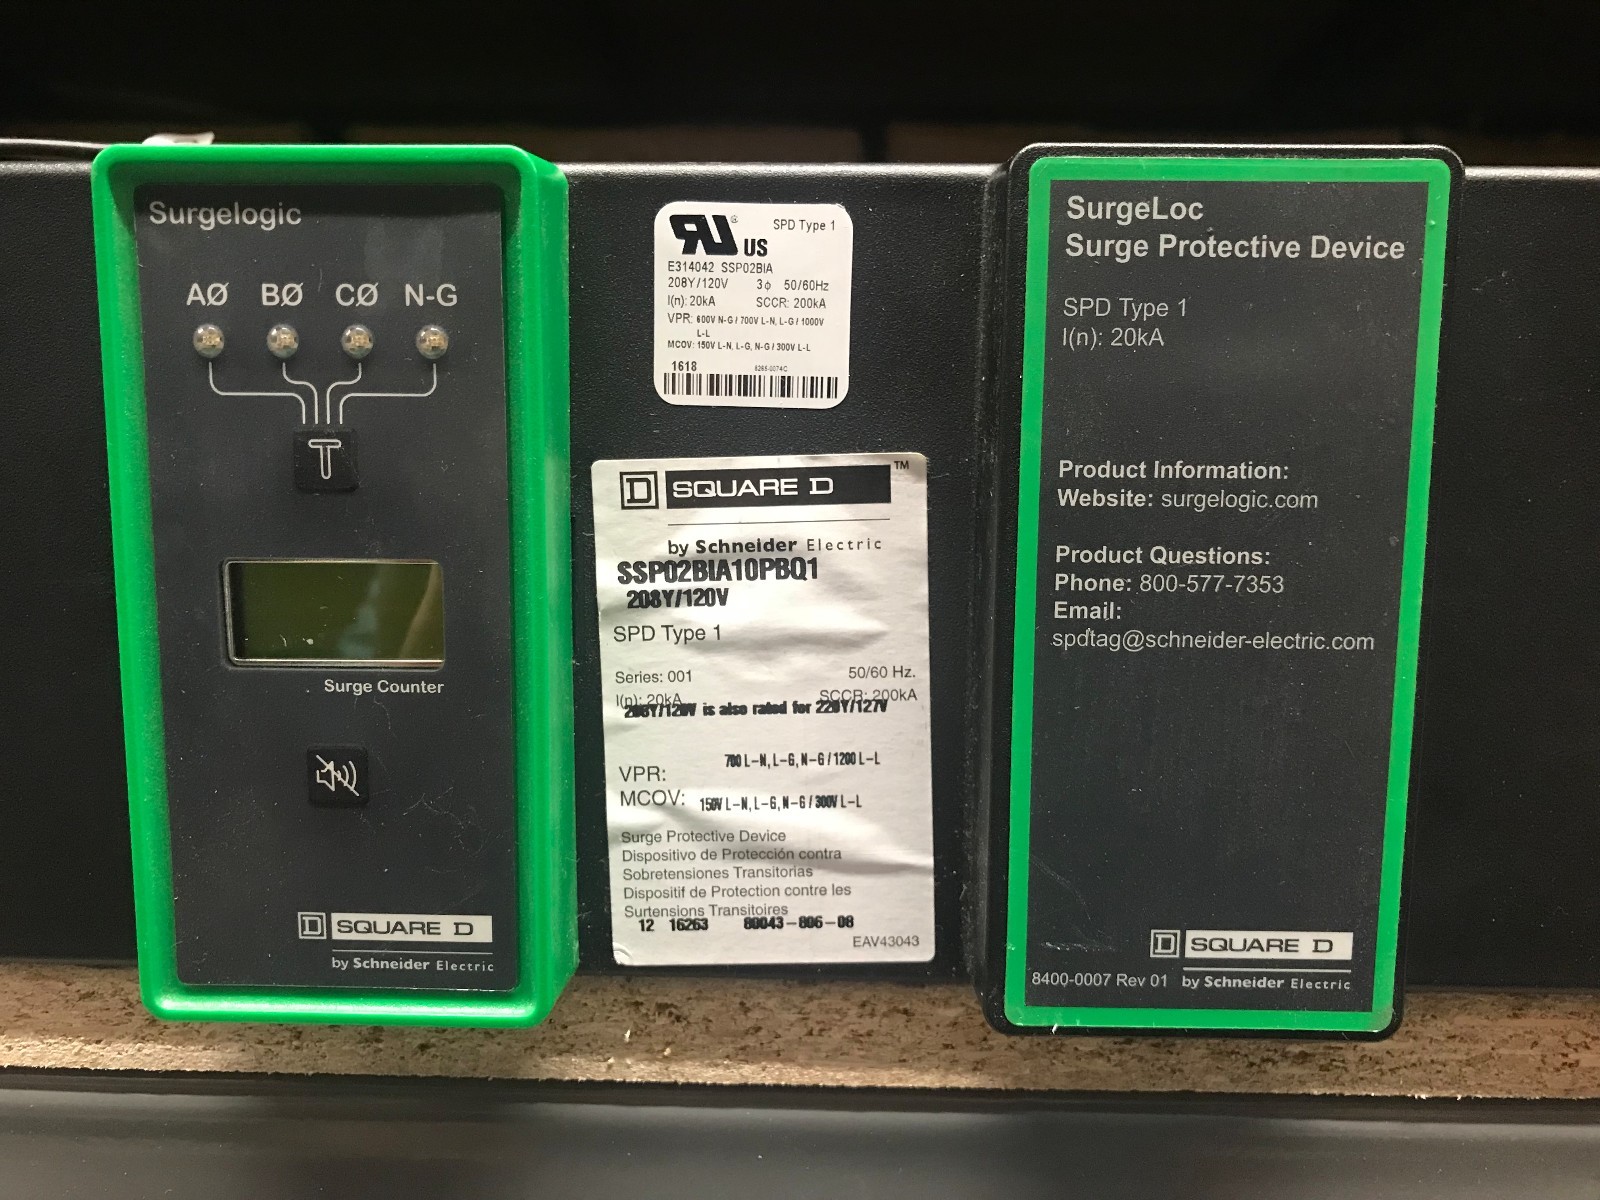 Surgelogic
AØ BØ CØ N-G
T
Surge Counter
D SQUARE D
by Schneider Electric
RU® US
SPD Type 1
E314042 SSP02BIA
208Y/120V 3ϕ 50/60Hz
I(n): 20kA SCCR: 200kA
VPR: 600V N-G / 700V L-N, L-G / 1000V
L-L
MCOV: 150V L-N, L-G, N-G / 300V L-L
1618 8265-0074C
D SQUARE D ™
by Schneider Electric
SSP02BIA10PBQ1
208Y/120V
SPD Type 1
Series: 001 50/60 Hz.
I(n): 20kA SCCR: 200kA
208Y/120V is also rated for 220Y/127V
700 L-N, L-G, N-G / 1200 L-L
VPR:
MCOV: 150V L-N, L-G, N-G / 300V L-L
Surge Protective Device
Dispositivo de Protección contra
Sobretensiones Transitorias
Dispositif de Protection contre les
Surtensions Transitoires
12 16263 80043-806-08
EAV43043
SurgeLoc
Surge Protective Device
SPD Type 1
I(n): 20kA
Product Information:
Website: surgelogic.com
Product Questions:
Phone: 800-577-7353
Email:
spdtag@schneider-electric.com
D SQUARE D
8400-0007 Rev 01 by Schneider Electric